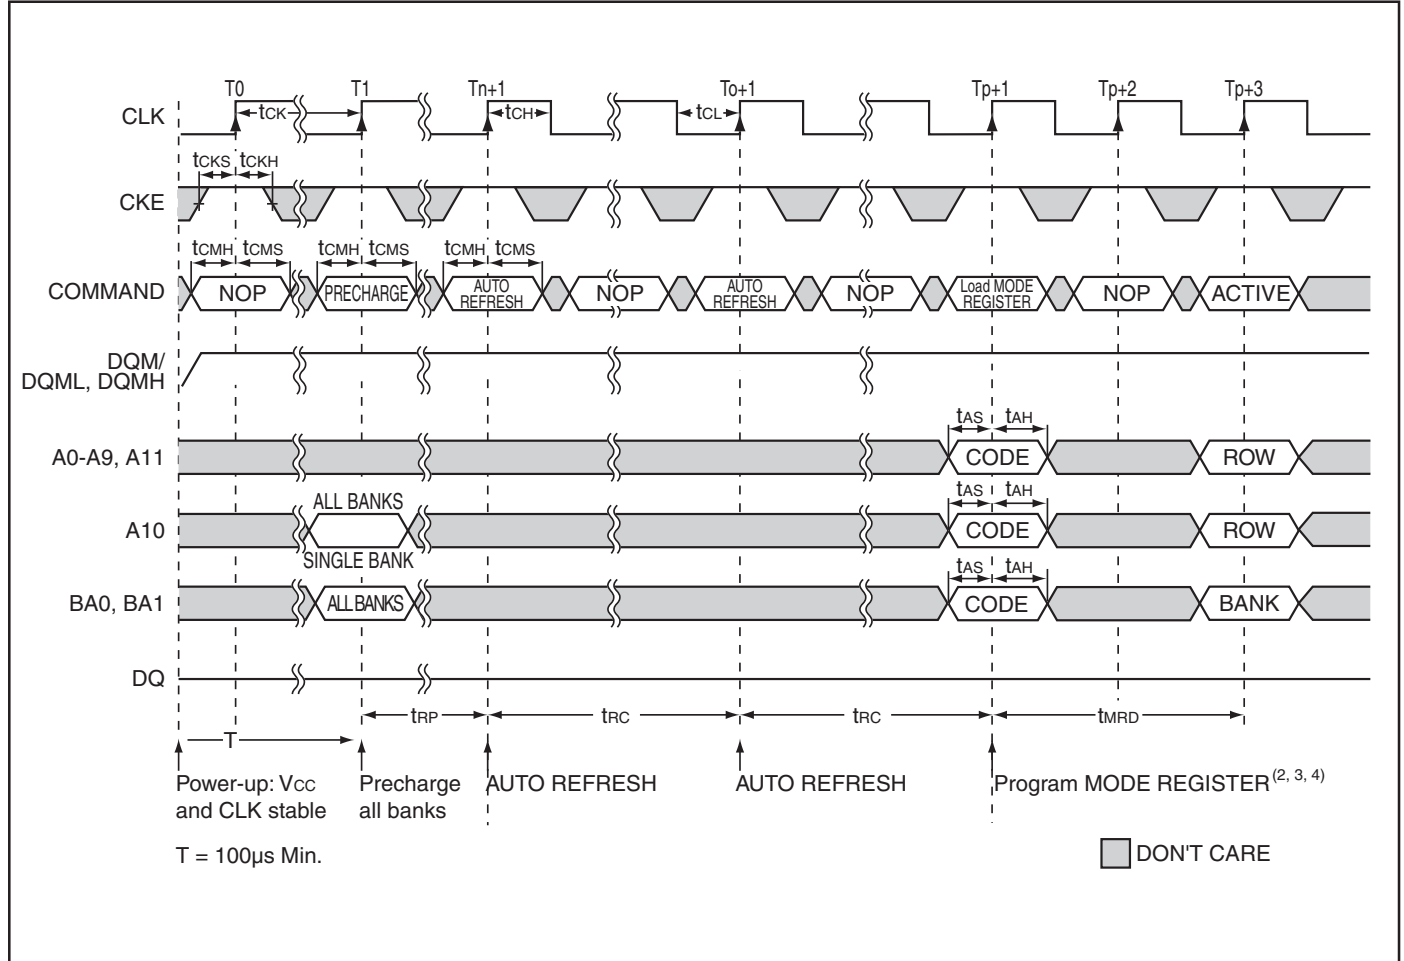 T0 T1 Tn+1 To+1 Tp+1 Tp+2 Tp+3
CLK tCK tCH tCL
tCKS tCKH
CKE
tCMH tCMS tCMH tCMS tCMH tCMS
COMMAND NOP PRECHARGE AUTO REFRESH NOP AUTO REFRESH NOP Load MODE REGISTER NOP ACTIVE
DQM/
DQML, DQMH
tAS tAH
A0-A9, A11 CODE ROW
ALL BANKS tAS tAH
A10 CODE ROW
SINGLE BANK tAS tAH
BA0, BA1 ALL BANKS CODE BANK
DQ
tRP tRC tRC tMRD
T
Power-up: VCC and CLK stable
Precharge all banks
AUTO REFRESH
AUTO REFRESH
Program MODE REGISTER(2, 3, 4)
T = 100µs Min.
DON'T CARE